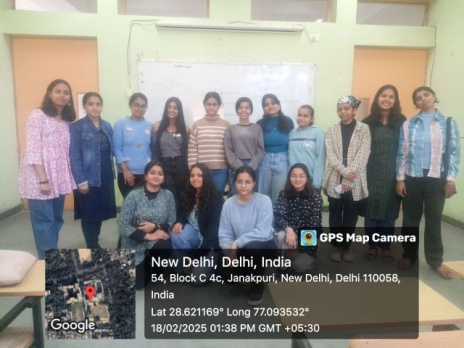 GPS Map Camera
New Delhi, Delhi, India
54, Block C 4c, Janakpuri, New Delhi, Delhi 110058,
India
Lat 28.621169° Long 77.093532°
18/02/2025 01:38 PM GMT +05:30
Google